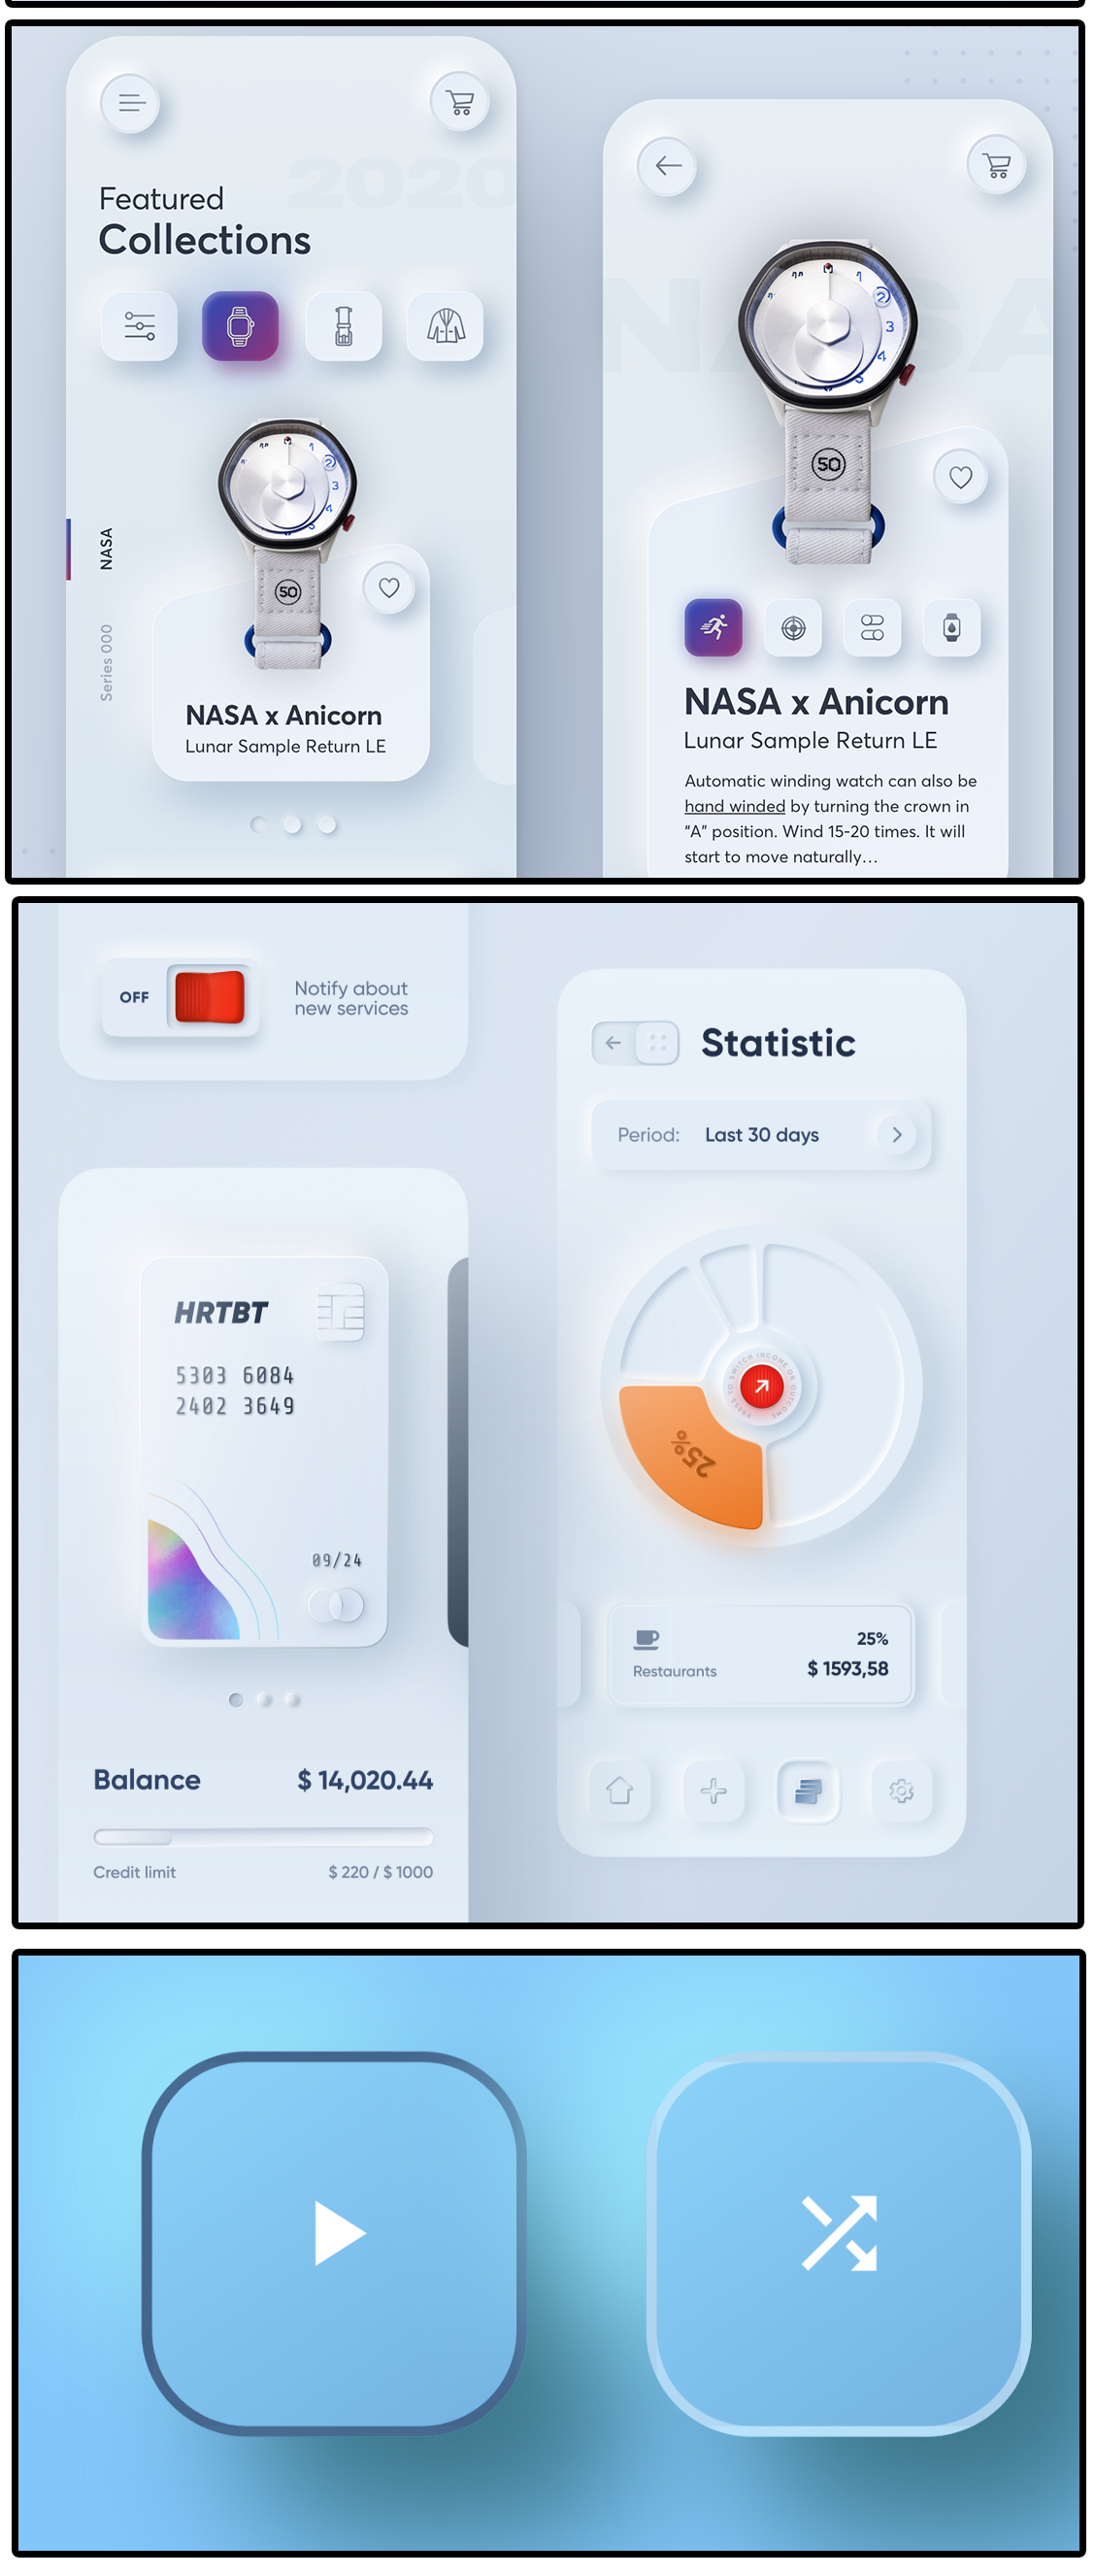 2020
Featured
Collections
NASA
Series 000
50
NASA x Anicorn
Lunar Sample Return LE
NASA
2
3
4
5
50
NASA x Anicorn
Lunar Sample Return LE
Automatic winding watch can also be
hand winded by turning the crown in
“A” position. Wind 15-20 times. It will
start to move naturally...
OFF
Notify about
new services
HRTBT
5303 6084
2402 3649
09/24
Balance
$ 14,020.44
Credit limit
$ 220 / $ 1000
Statistic
Period: Last 30 days
PRESS TO SWITCH INCOME OR OUTCOME
25%
25%
Restaurants
$ 1593,58